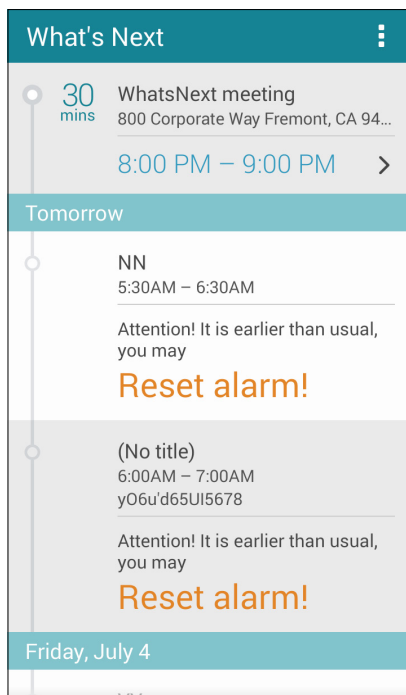 What's Next
30
mins
WhatsNext meeting
800 Corporate Way Fremont, CA 94...
8:00 PM – 9:00 PM
Tomorrow
NN
5:30AM – 6:30AM
Attention! It is earlier than usual,
you may
Reset alarm!
(No title)
6:00AM – 7:00AM
yO6u'd65UI5678
Attention! It is earlier than usual,
you may
Reset alarm!
Friday, July 4